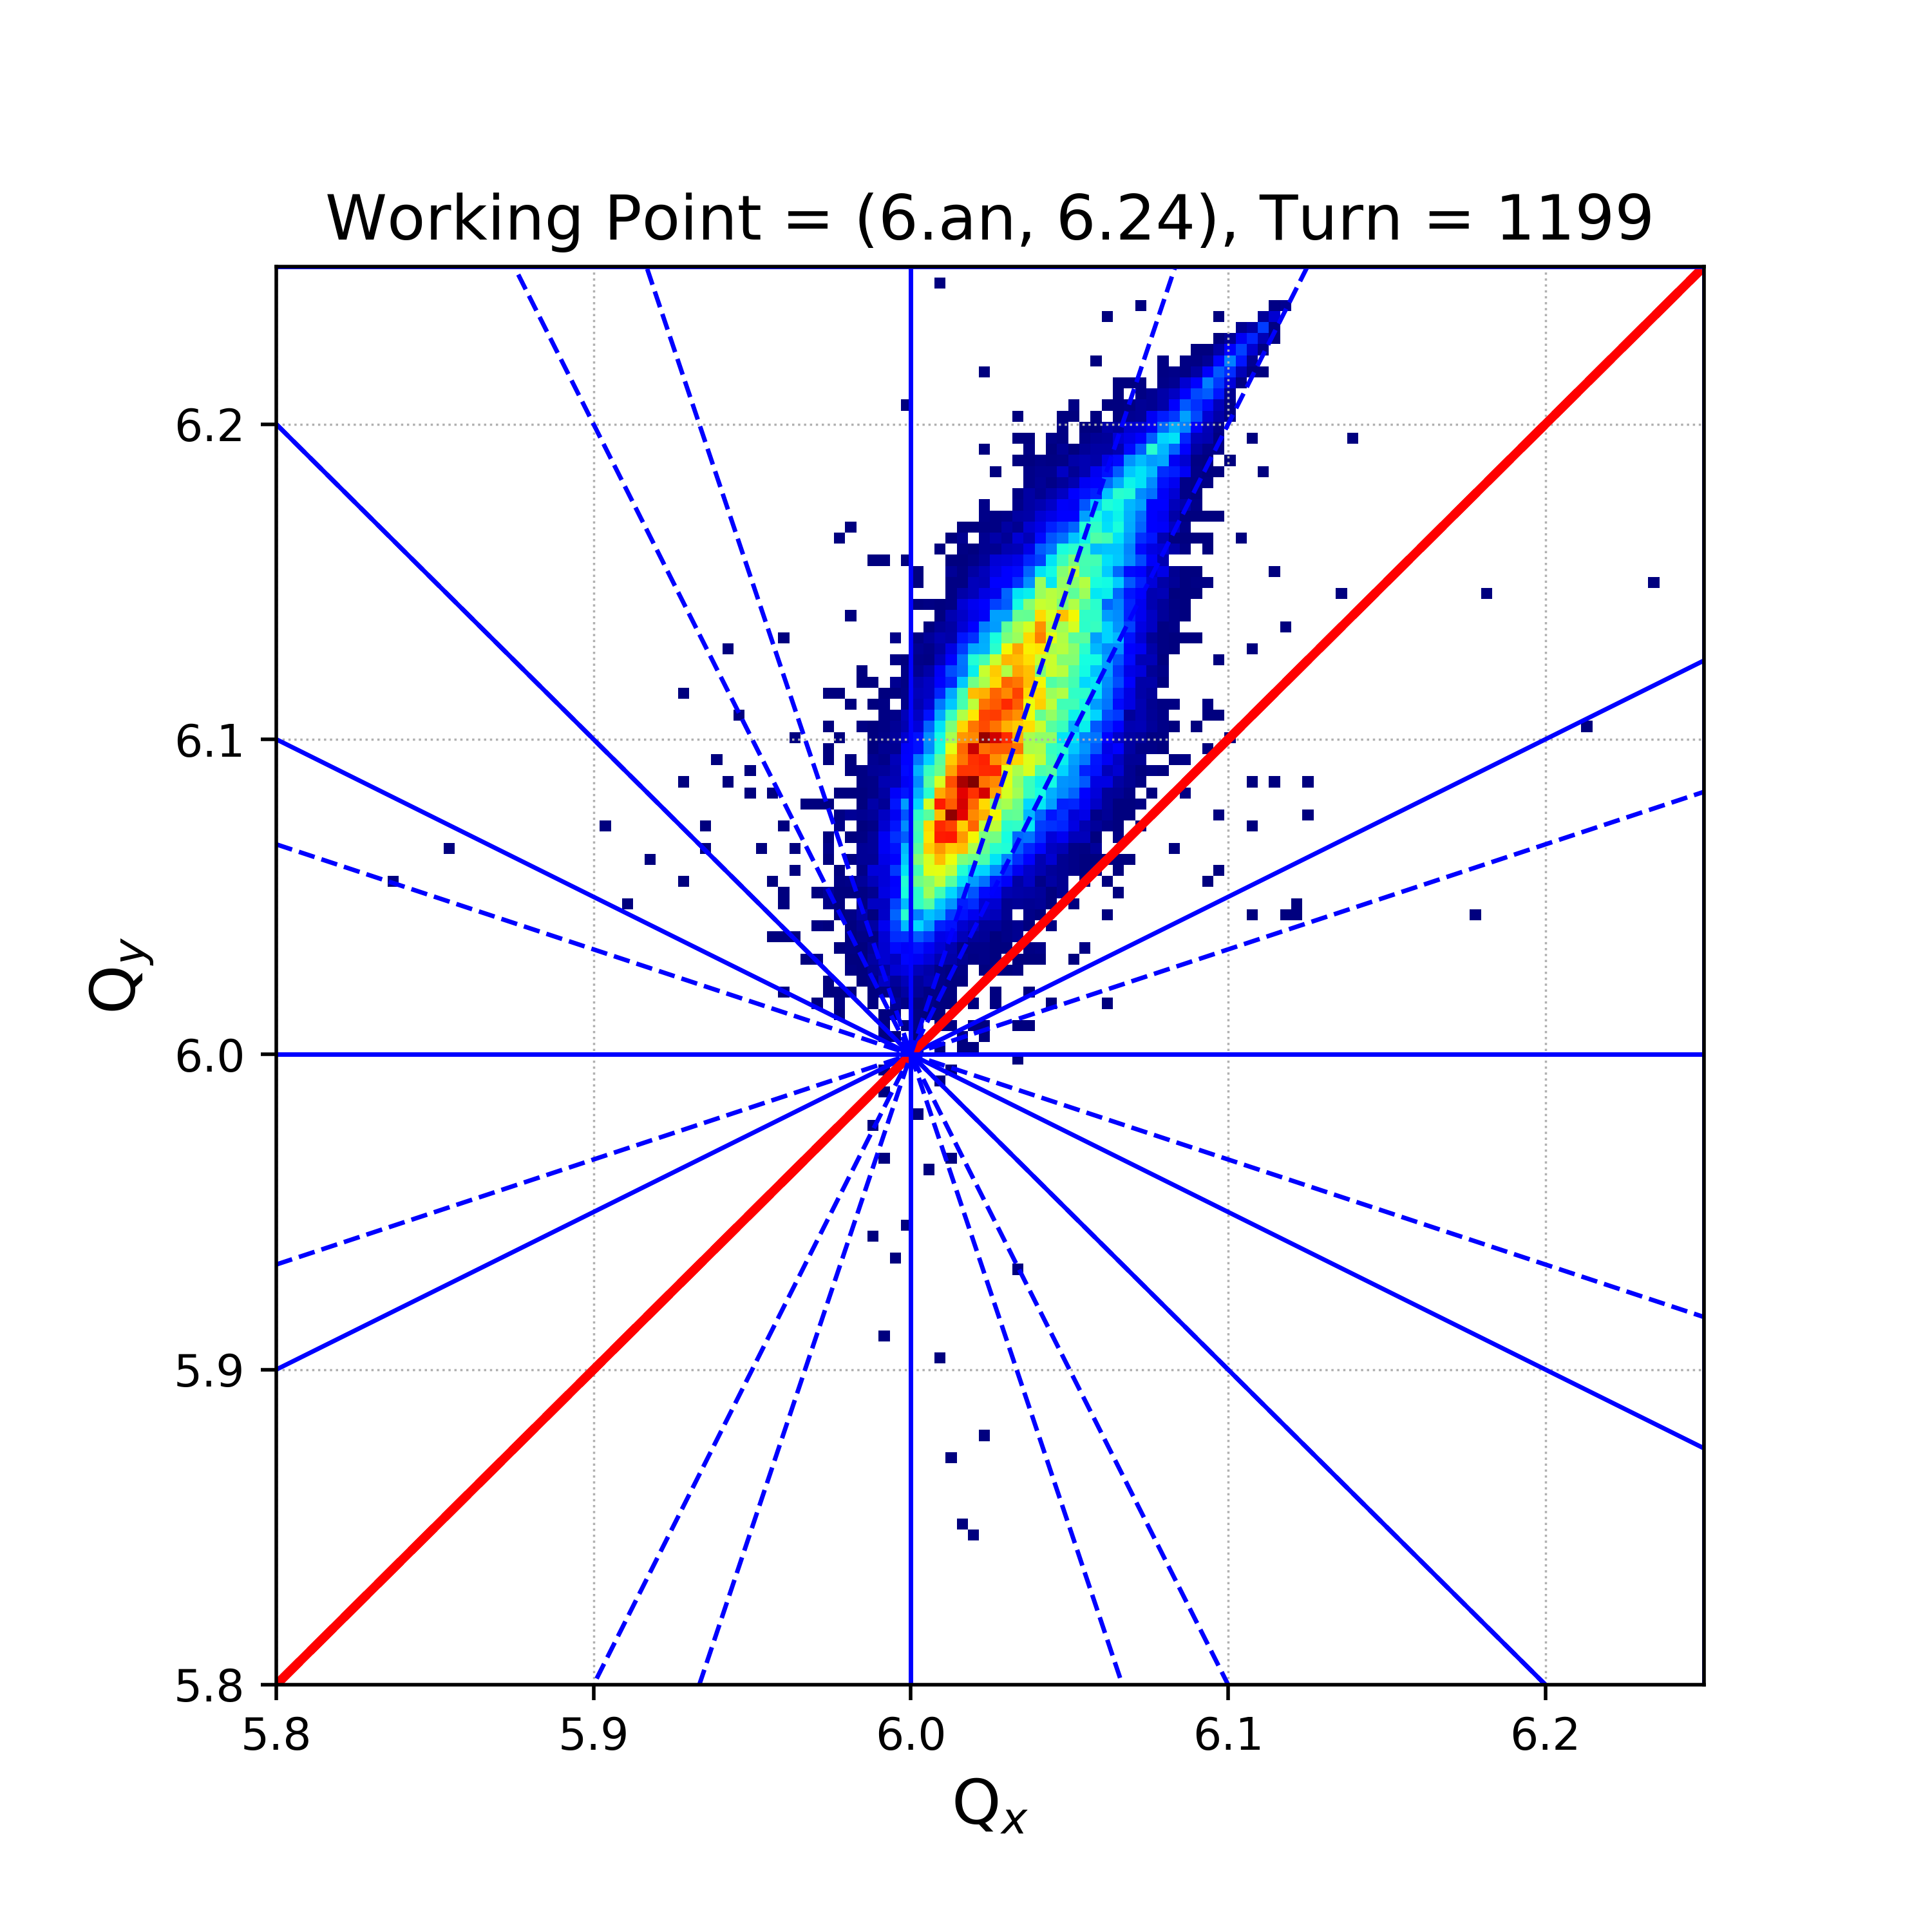 Working Point = (6.an, 6.24), Turn = 1199
6.2
6.1
6.0
5.9
5.8
Qy
5.8 5.9 6.0 6.1 6.2
Qx